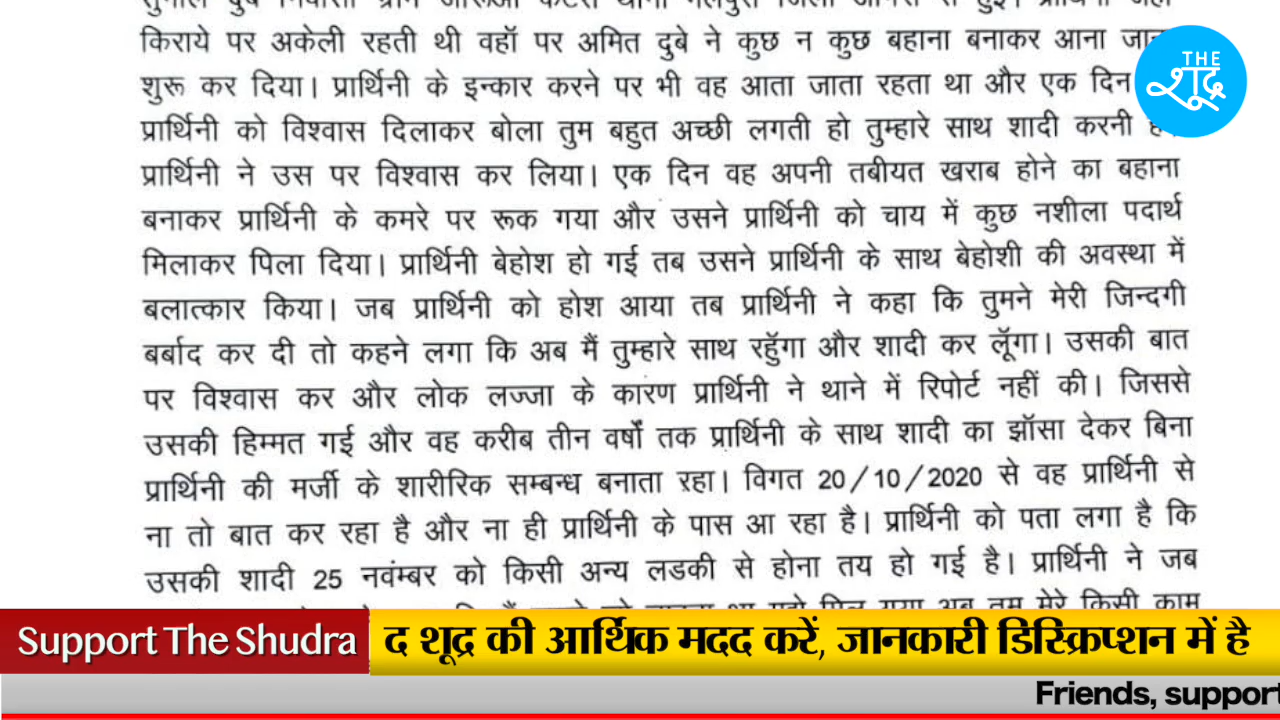 किराये पर अकेली रहती थी वहॉ पर अमित दुबे ने कुछ न कुछ बहाना बनाकर आना
शुरू कर दिया। प्रार्थिनी के इन्कार करने पर भी वह आता जाता रहता था और एक दिन
प्रार्थिनी को विश्वास दिलाकर बोला तुम बहुत अच्छी लगती हो तुम्हारे साथ शादी करनी
प्रार्थिनी ने उस पर विश्वास कर लिया। एक दिन वह अपनी तबीयत खराब होने का बहाना
बनाकर प्रार्थिनी के कमरे पर रूक गया और उसने प्रार्थिनी को चाय में कुछ नशीला पदार्थ
मिलाकर पिला दिया। प्रार्थिनी बेहोश हो गई तब उसने प्रार्थिनी के साथ बेहोशी की अवस्था में
बलात्कार किया। जब प्रार्थिनी को होश आया तब प्रार्थिनी ने कहा कि तुमने मेरी जिन्दगी
बर्बाद कर दी तो कहने लगा कि अब मैं तुम्हारे साथ रहुॅगा और शादी कर लूॅगा। उसकी बात
पर विश्वास कर और लोक लज्जा के कारण प्रार्थिनी ने थाने में रिपोर्ट नहीं की। जिससे
उसकी हिम्मत गई और वह करीब तीन वर्षों तक प्रार्थिनी के साथ शादी का झॉसा देकर बिना
प्रार्थिनी की मर्जी के शारीरिक सम्बन्ध बनाता रहा। विगत 20/10/2020 से वह प्रार्थिनी से
ना तो बात कर रहा है और ना ही प्रार्थिनी के पास आ रहा है। प्रार्थिनी को पता लगा है कि
उसकी शादी 25 नवंम्बर को किसी अन्य लडकी से होना तय हो गई है। प्रार्थिनी ने जब
गया अब तुम मेरे किसी काम
THE
शूद्र
Support The Shudra
द शूद्र की आर्थिक मदद करें, जानकारी डिस्क्रिप्शन में है
Friends, support